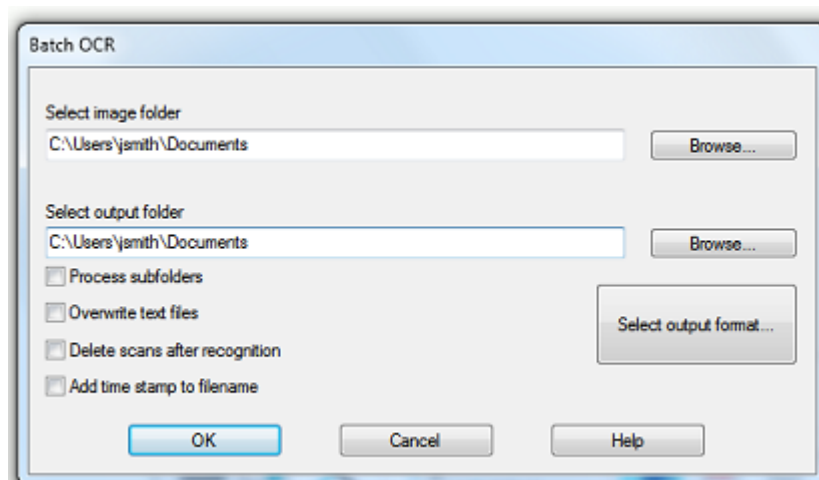 Batch OCR
Select image folder
C:\Users\jsmith\Documents
Browse...
Select output folder
C:\Users\jsmith\Documents
Browse...
Process subfolders
Overwrite text files
Select output format...
Delete scans after recognition
Add time stamp to filename
OK Cancel Help